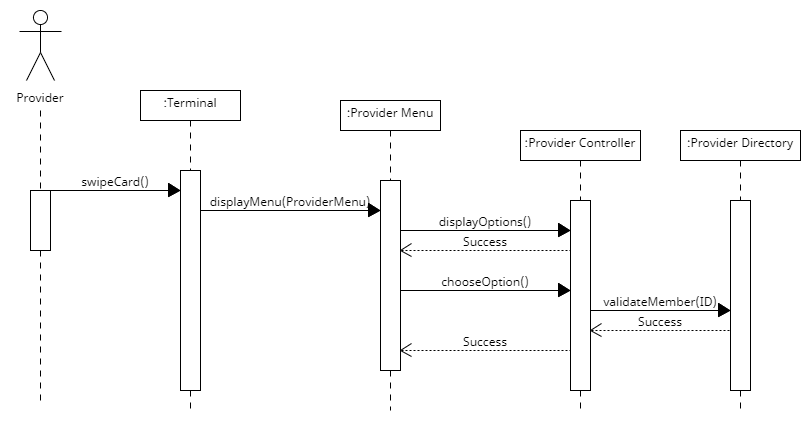 Provider
:Terminal
:Provider Menu
:Provider Controller
:Provider Directory
swipeCard()
displayMenu(ProviderMenu)
displayOptions()
Success
chooseOption()
validateMember(ID)
Success
Success